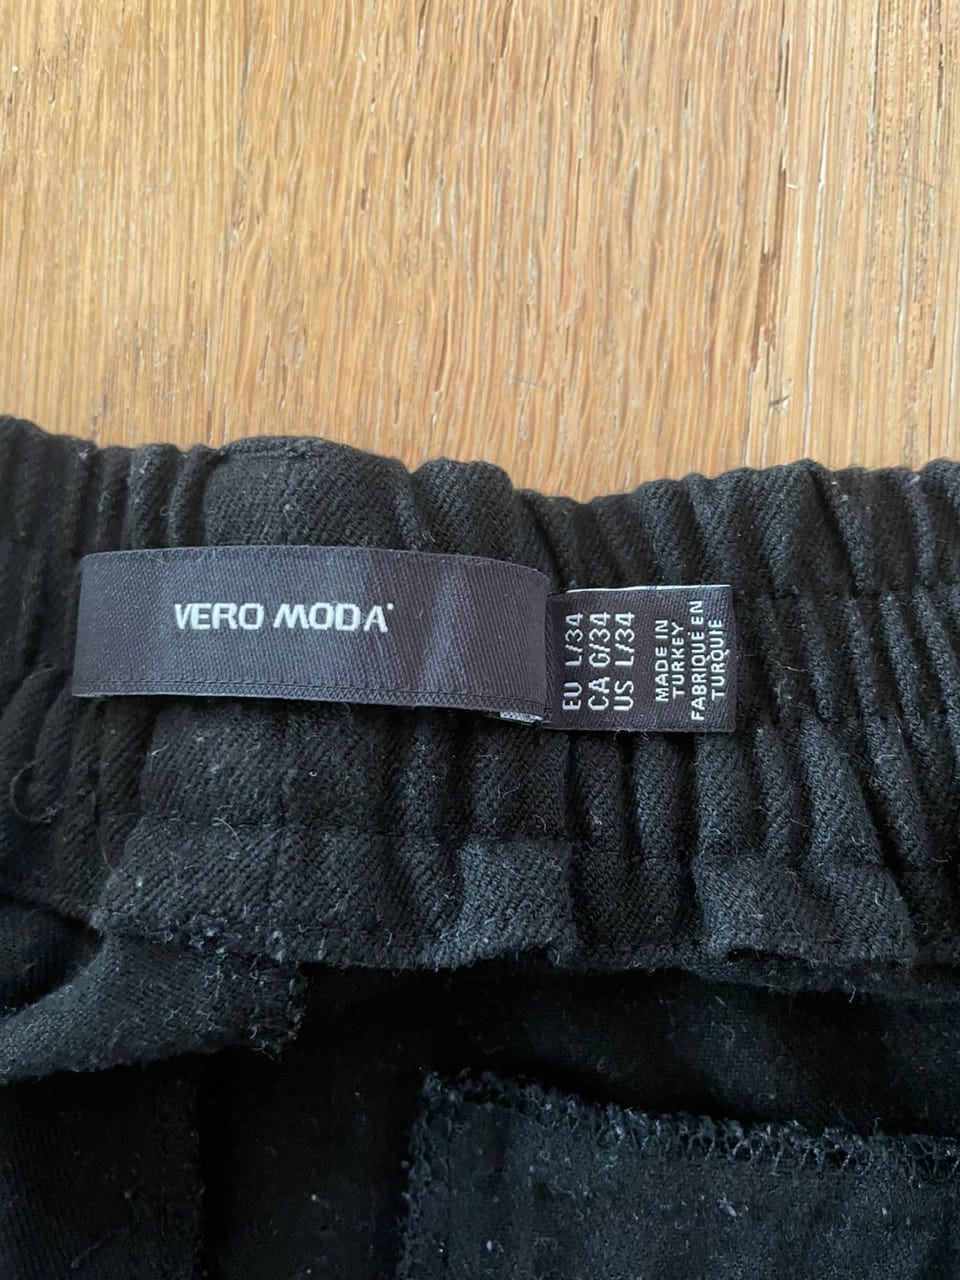 VERO MODA®
EU L/34
CA G/34
US L/34
MADE IN
TURKEY
FABRIQUÉ EN
TURQUIE